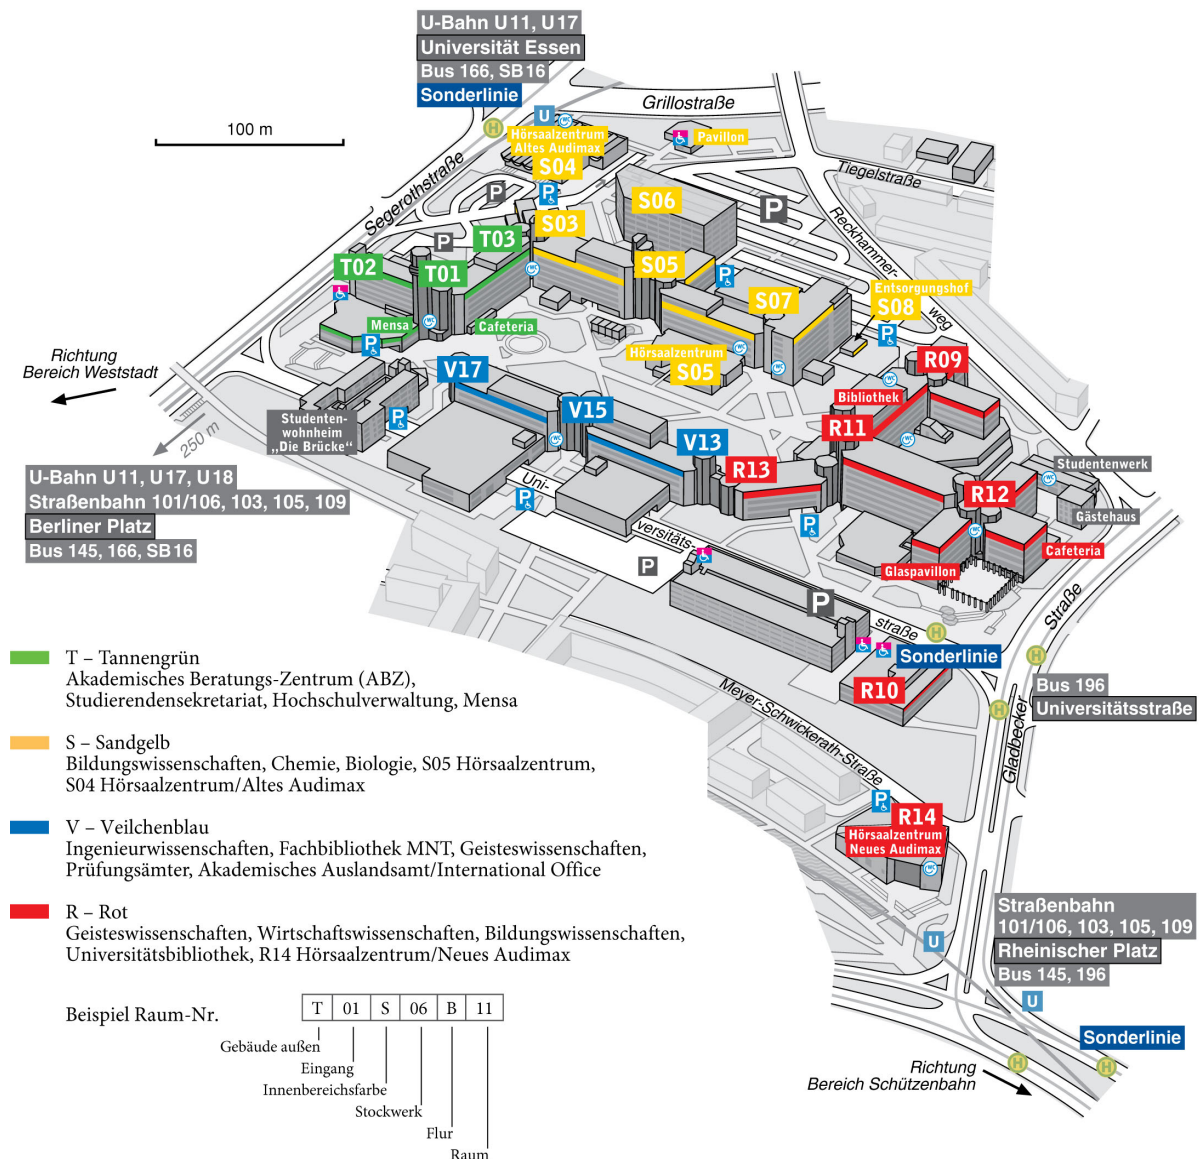 U-Bahn U11, U17
Universität Essen
Bus 166, SB16
Sonderlinie
U
H
Grillostraße
100 m
Hörsaalzentrum
Altes Audimax
S04
Pavillon
Tiegelstraße
Segerothstraße
P
P
S06
P
Reckhammer-
weg
S03
T03
P
T02
T01
S05
P
S07
Entsorgungshof
S08
P
Mensa
Cafeteria
P
Hörsaalzentrum
S05
R09
Richtung
Bereich Weststadt
V17
Bibliothek
250 m
Studenten-
wohnheim
„Die Brücke“
P
V15
V13
R11
R13
Studentenwerk
U-Bahn U11, U17, U18
Straßenbahn 101/106, 103, 105, 109
Berliner Platz
Bus 145, 166, SB16
Uni-
versitäts-
straße
P
P
R12
Gästehaus
Cafeteria
Glaspavillon
P
P
Straße
H
Sonderlinie
H
R10
Bus 196
Universitätsstraße
H
Gladbecker
Meyer-Schwickerath-Straße
T – Tannengrün
Akademisches Beratungs-Zentrum (ABZ),
Studierendensekretariat, Hochschulverwaltung, Mensa
S – Sandgelb
Bildungswissenschaften, Chemie, Biologie, S05 Hörsaalzentrum,
S04 Hörsaalzentrum/Altes Audimax
V – Veilchenblau
Ingenieurwissenschaften, Fachbibliothek MNT, Geisteswissenschaften,
Prüfungsämter, Akademisches Auslandsamt/International Office
R – Rot
Geisteswissenschaften, Wirtschaftswissenschaften, Bildungswissenschaften,
Universitätsbibliothek, R14 Hörsaalzentrum/Neues Audimax
P
R14
Hörsaalzentrum
Neues Audimax
Straßenbahn
101/106, 103, 105, 109
Rheinischer Platz
Bus 145, 196
U
U
Sonderlinie
H
H
Richtung
Bereich Schützenbahn
Beispiel Raum-Nr.
T 01 S 06 B 11
Gebäude außen
Eingang
Innenbereichsfarbe
Stockwerk
Flur
Raum